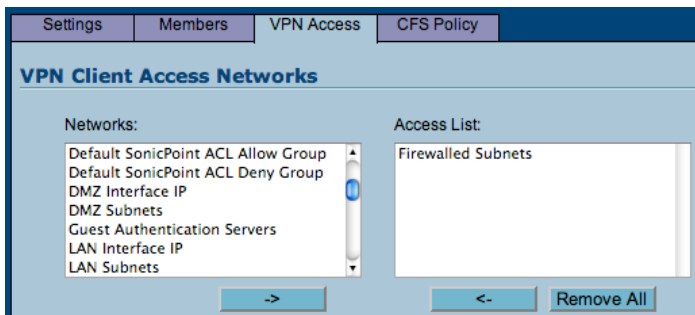 Settings Members VPN Access CFS Policy
VPN Client Access Networks
Networks:
Default SonicPoint ACL Allow Group
Default SonicPoint ACL Deny Group
DMZ Interface IP
DMZ Subnets
Guest Authentication Servers
LAN Interface IP
LAN Subnets
->
Access List:
Firewalled Subnets
<- Remove All